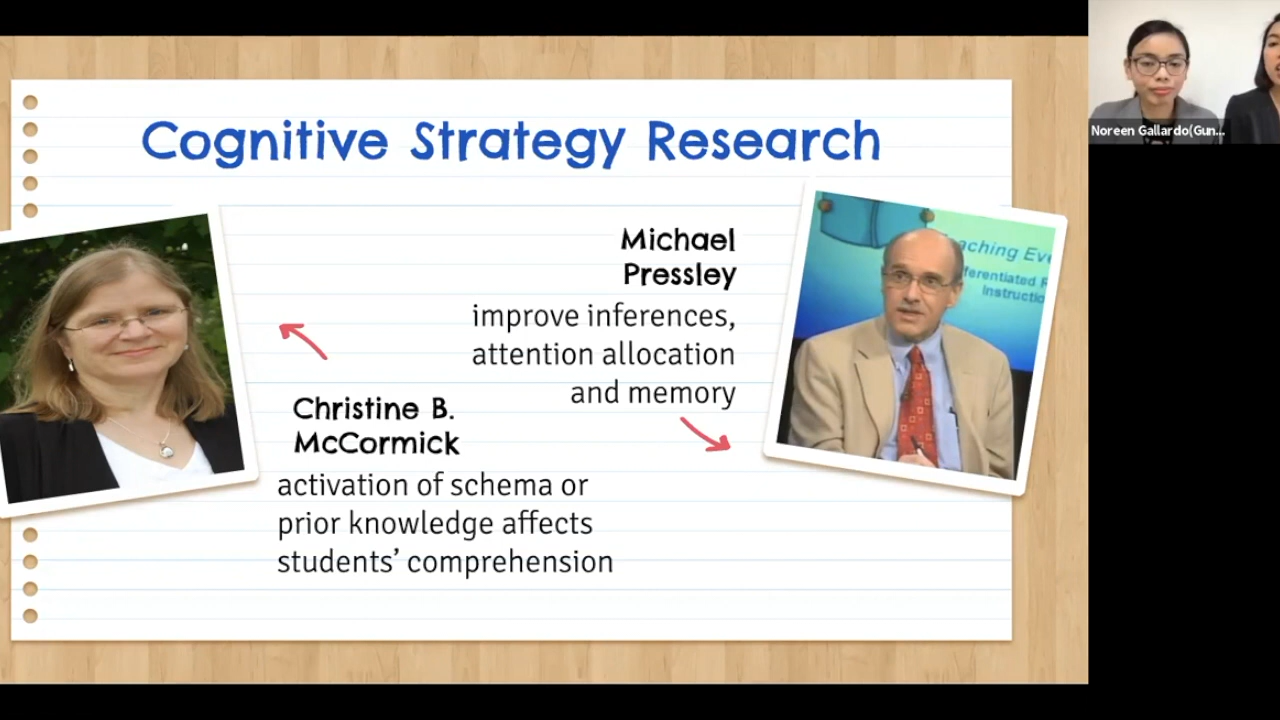 Cognitive Strategy Research
Michael
Pressley
improve inferences,
attention allocation
and memory
Christine B.
McCormick
activation of schema or
prior knowledge affects
students’ comprehension
Noreen Gallardo(Gun...